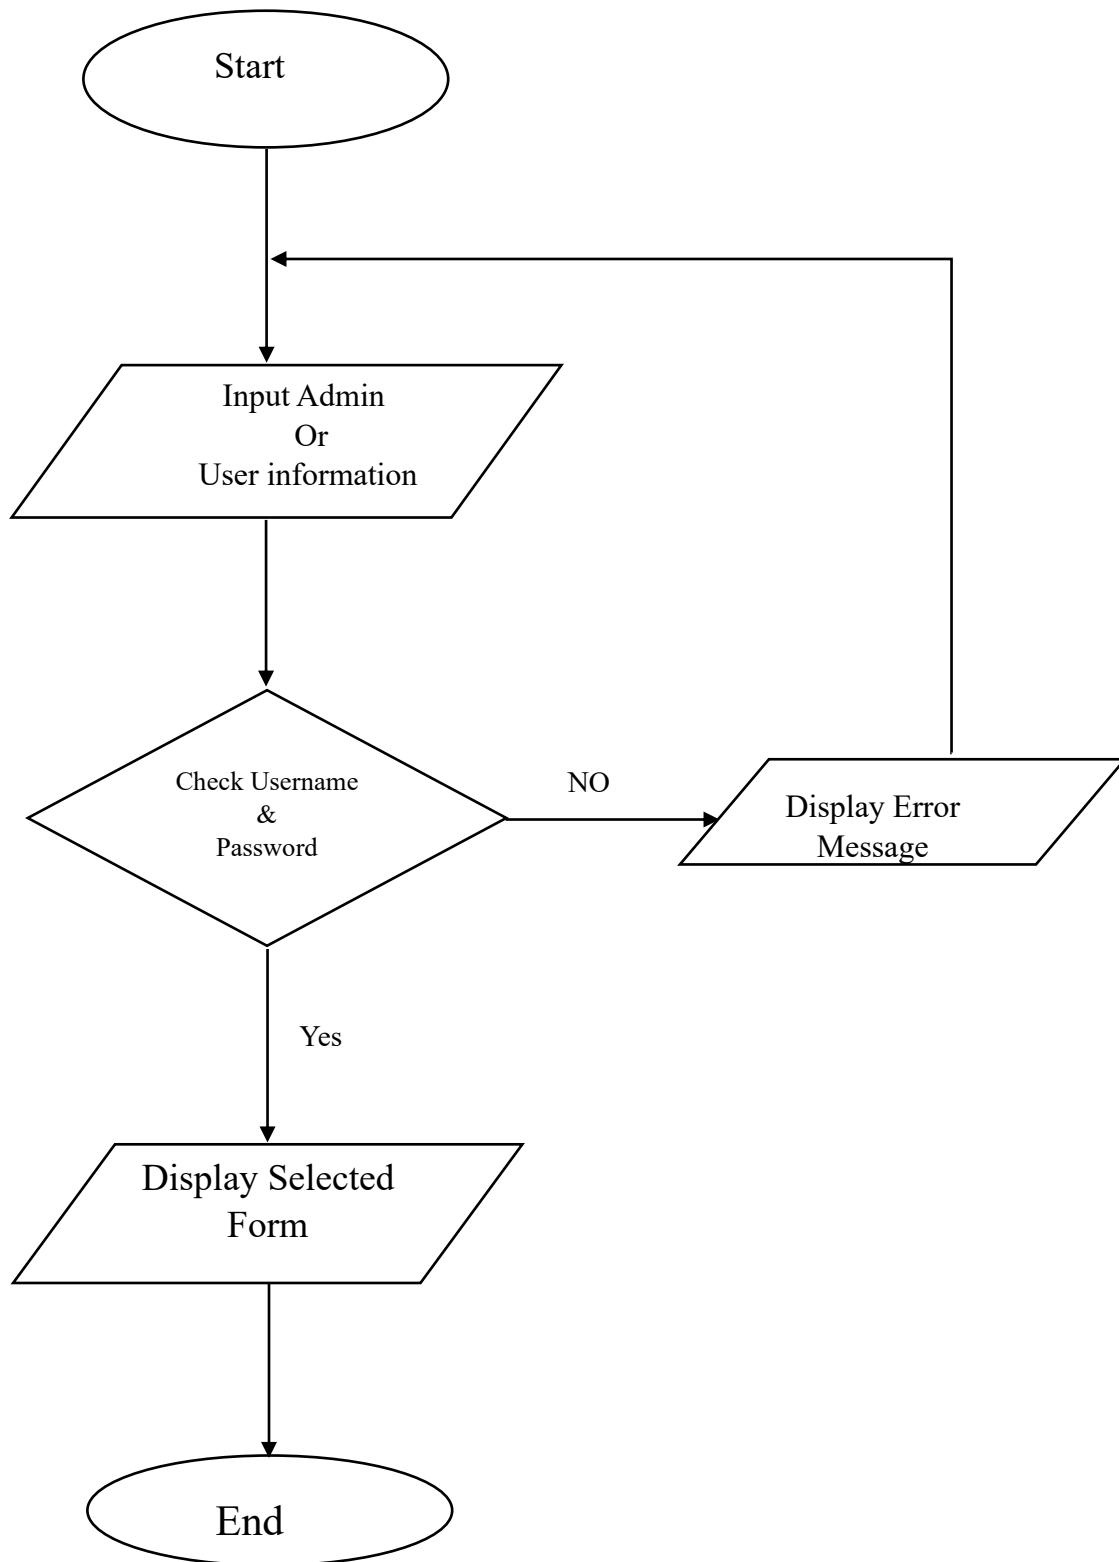 Start
Input Admin
Or
User information
Check Username
&
Password
NO
Display Error
Message
Yes
Display Selected
Form
End